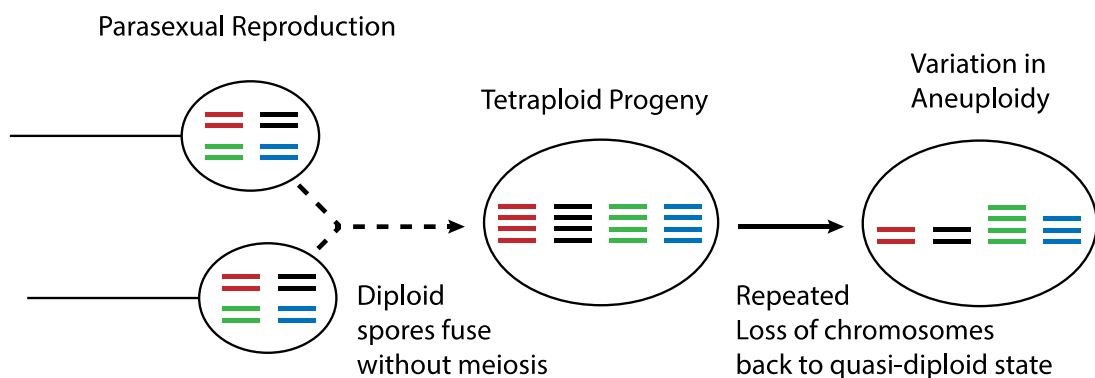 Parasexual Reproduction
Tetraploid Progeny
Variation in
Aneuploidy
Diploid
spores fuse
without meiosis
Repeated
Loss of chromosomes
back to quasi-diploid state